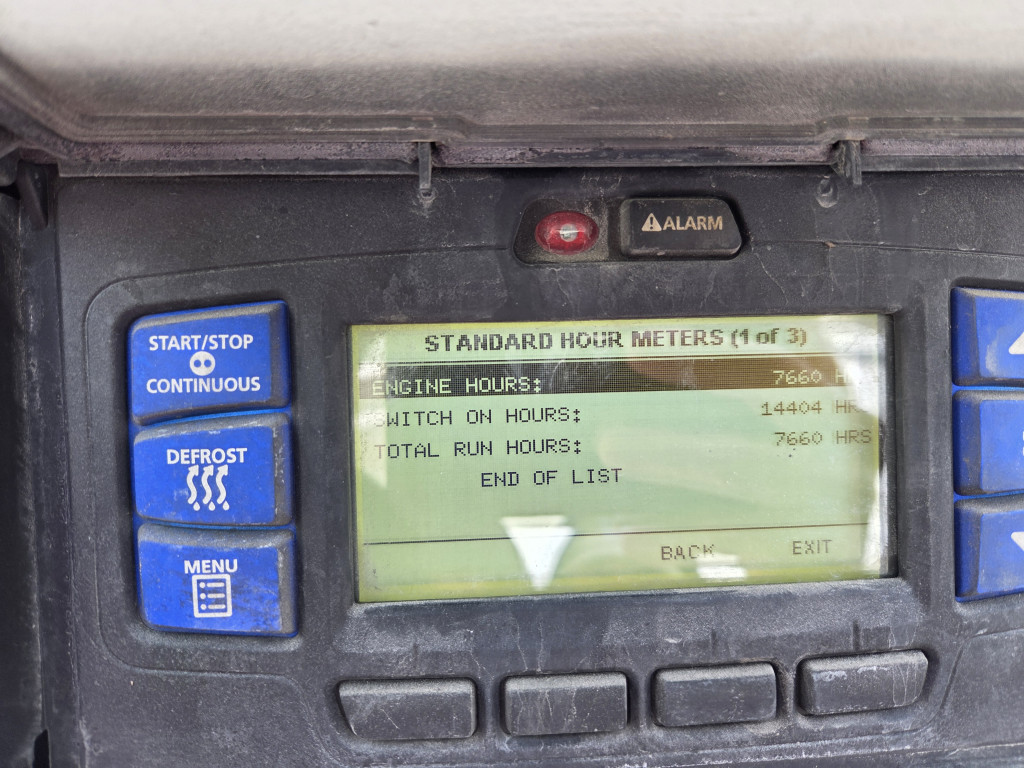 ALARM
START/STOP
CONTINUOUS
DEFROST
MENU
STANDARD HOUR METERS (1 of 3)
ENGINE HOURS: 7660
SWITCH ON HOURS: 14404 HRS
TOTAL RUN HOURS: 7660 HRS
END OF LIST
BACK EXIT